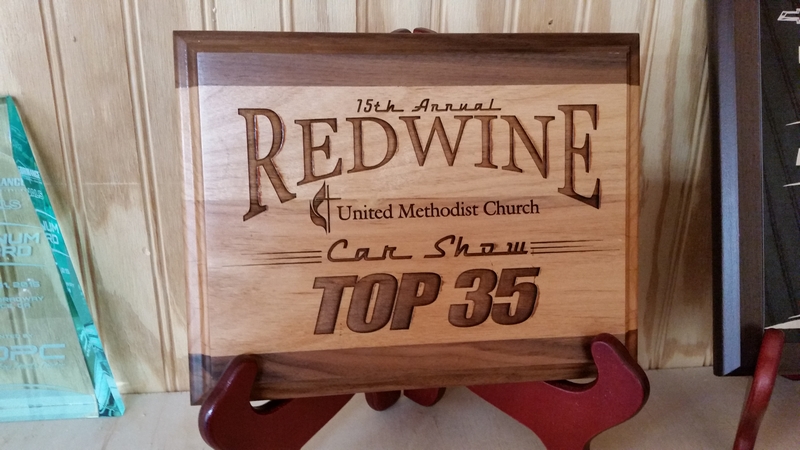 15th Annual
REDWINE
United Methodist Church
Car Show
TOP 35